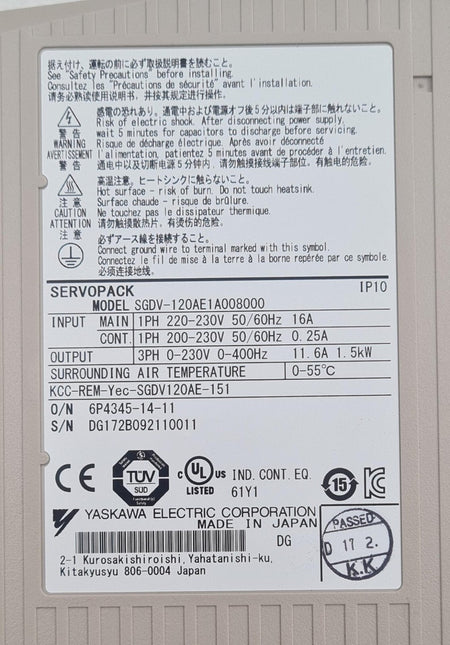 据え付け、運転の前に必ず取扱説明書を読むこと。
See "Safety Precautions" before installing.
Consultez les "Précautions de sécurité" avant l'installation.
请务必熟读使用说明书，并按其规定进行操作。
感電の恐れあり。通電中および電源オフ後5分以内は端子部に触れないこと。
Risk of electric shock. After disconnecting power supply,
警告 wait 5 minutes for capacitors to discharge before servicing.
WARNING Risque de décharge électrique. Après avoir déconnecté
AVERTISSEMENT l'alimentation, patientez 5 minutes avant de procéder à l'entretien.
警告 通电中以及切断电源5分钟内，请勿触摸接线端子部位。有触电的危险。
高温注意。ヒートシンクに触らないこと。
Hot surface - risk of burn. Do not touch heatsink.
注意 Surface chaude - risque de brûlure.
CAUTION Ne touchez pas le dissipateur thermique.
ATTENTION 请勿触摸散热片，有烫伤的危险。
注意 必ずアース線を接続すること。
Connect ground wire to terminal marked with this symbol.
Connectez le fil de mise à la terre à la borne repérée par ce symbole
必须连接地线。
SERVOPACK IP10
MODEL SGDV-120AE1A008000
INPUT MAIN 1PH 220-230V 50/60Hz 16A
CONT. 1PH 200-230V 50/60Hz 0.25A
OUTPUT 3PH 0-230V 0-400Hz 11.6A 1.5kW
SURROUNDING AIR TEMPERATURE 0-55℃
KCC-REM-Yec-SGDV120AE-151
O/N 6P4345-14-11
S/N DG172B092110011
CE TÜV SÜD c UL us LISTED IND. CONT. EQ. 61Y1 15
YASKAWA ELECTRIC CORPORATION
MADE IN JAPAN
DG
2-1 Kurosakishiroishi, Yahatanishi-ku,
Kitakyusyu 806-0004 Japan
PASSED
D 17 2.
K.K